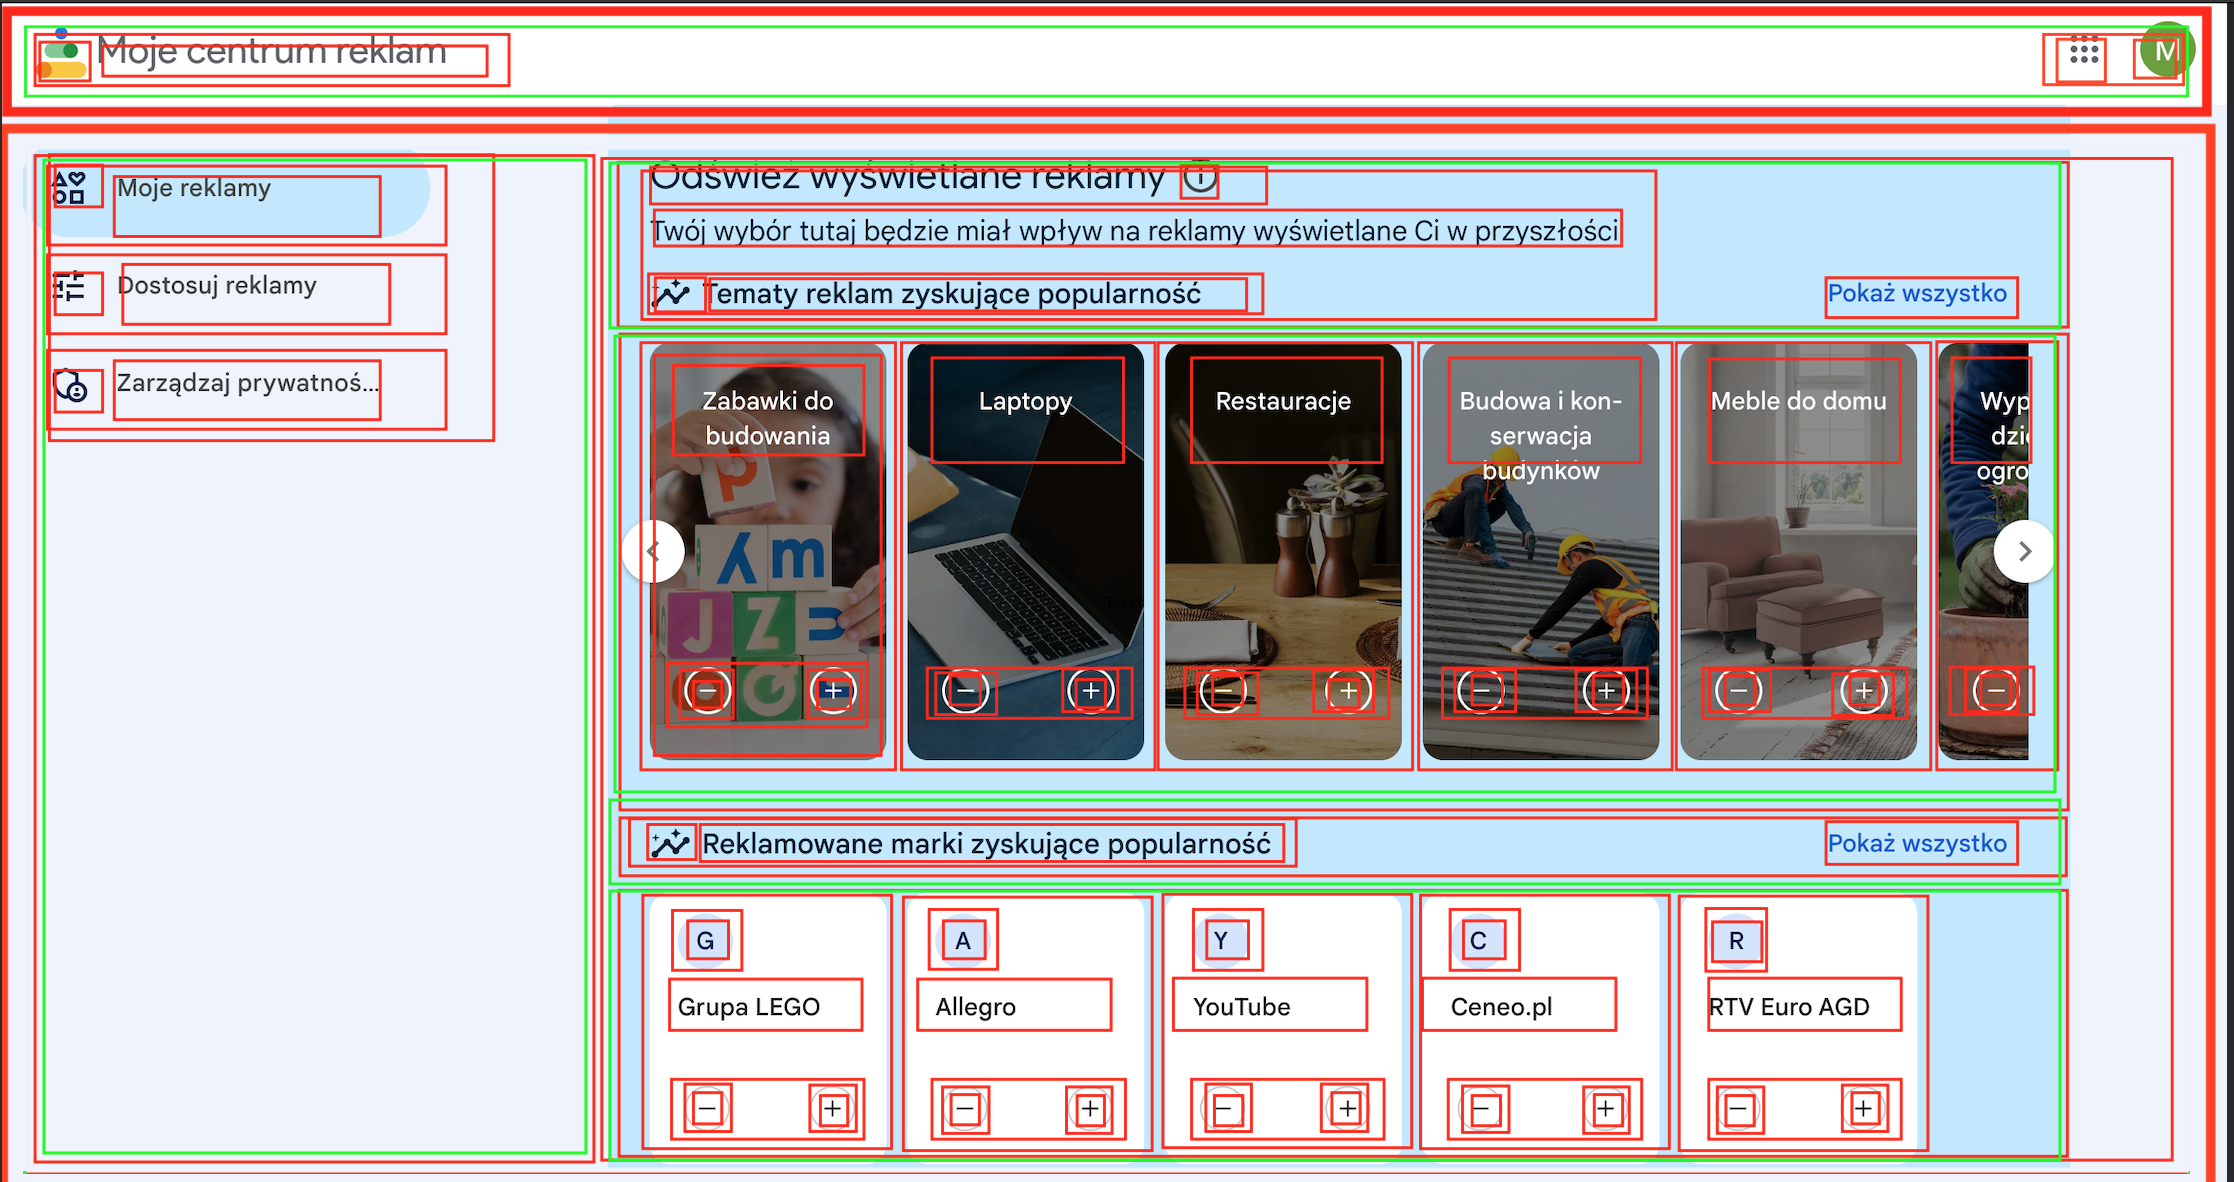 Moje centrum reklam
M
Moje reklamy
Dostosuj reklamy
Zarządzaj prywatnoś...
Odśwież wyświetlane reklamy
Twój wybór tutaj będzie miał wpływ na reklamy wyświetlane Ci w przyszłości
Tematy reklam zyskujące popularność
Pokaż wszystko
Zabawki do
budowania
Laptopy
Restauracje
Budowa i kon-
serwacja
budynków
Meble do domu
Wyp
dzi
ogro
Reklamowane marki zyskujące popularność
Pokaż wszystko
G
A
Y
C
R
Grupa LEGO
Allegro
YouTube
Ceneo.pl
RTV Euro AGD